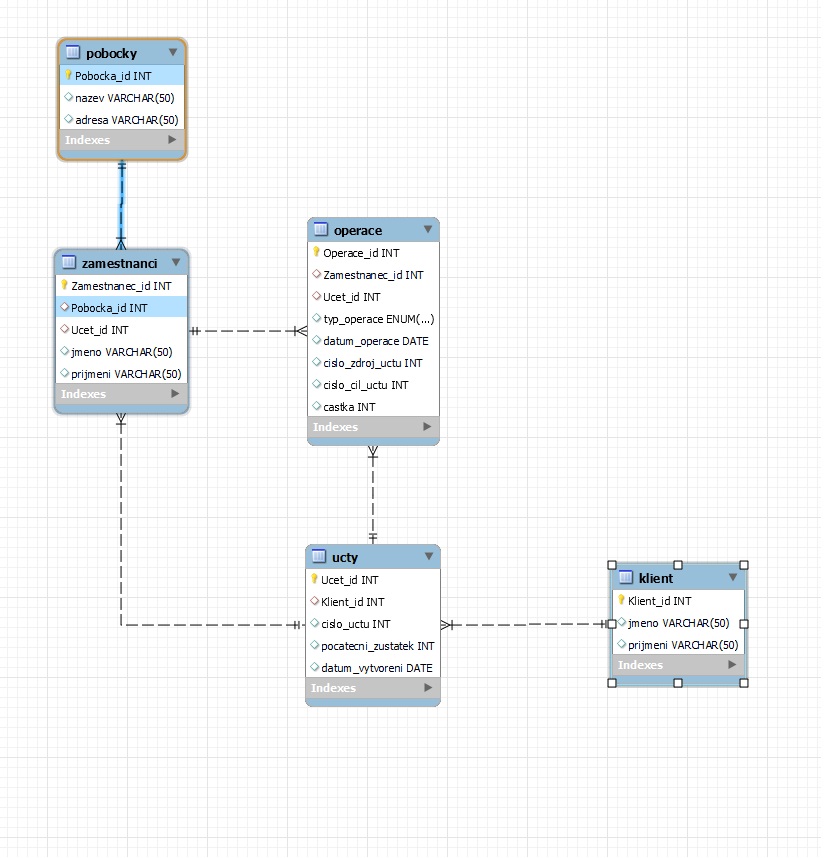 pobocky
Pobocka_id INT
nazev VARCHAR(50)
adresa VARCHAR(50)
Indexes
zamestnanci
Zamestnanec_id INT
Pobocka_id INT
Ucet_id INT
jmeno VARCHAR(50)
prijmeni VARCHAR(50)
Indexes
operace
Operace_id INT
Zamestnanec_id INT
Ucet_id INT
typ_operace ENUM(...)
datum_operace DATE
cislo_zdroj_uctu INT
cislo_cil_uctu INT
castka INT
Indexes
ucty
Ucet_id INT
Klient_id INT
cislo_uctu INT
pocatecni_zustatek INT
datum_vytvoreni DATE
Indexes
klient
Klient_id INT
jmeno VARCHAR(50)
prijmeni VARCHAR(50)
Indexes